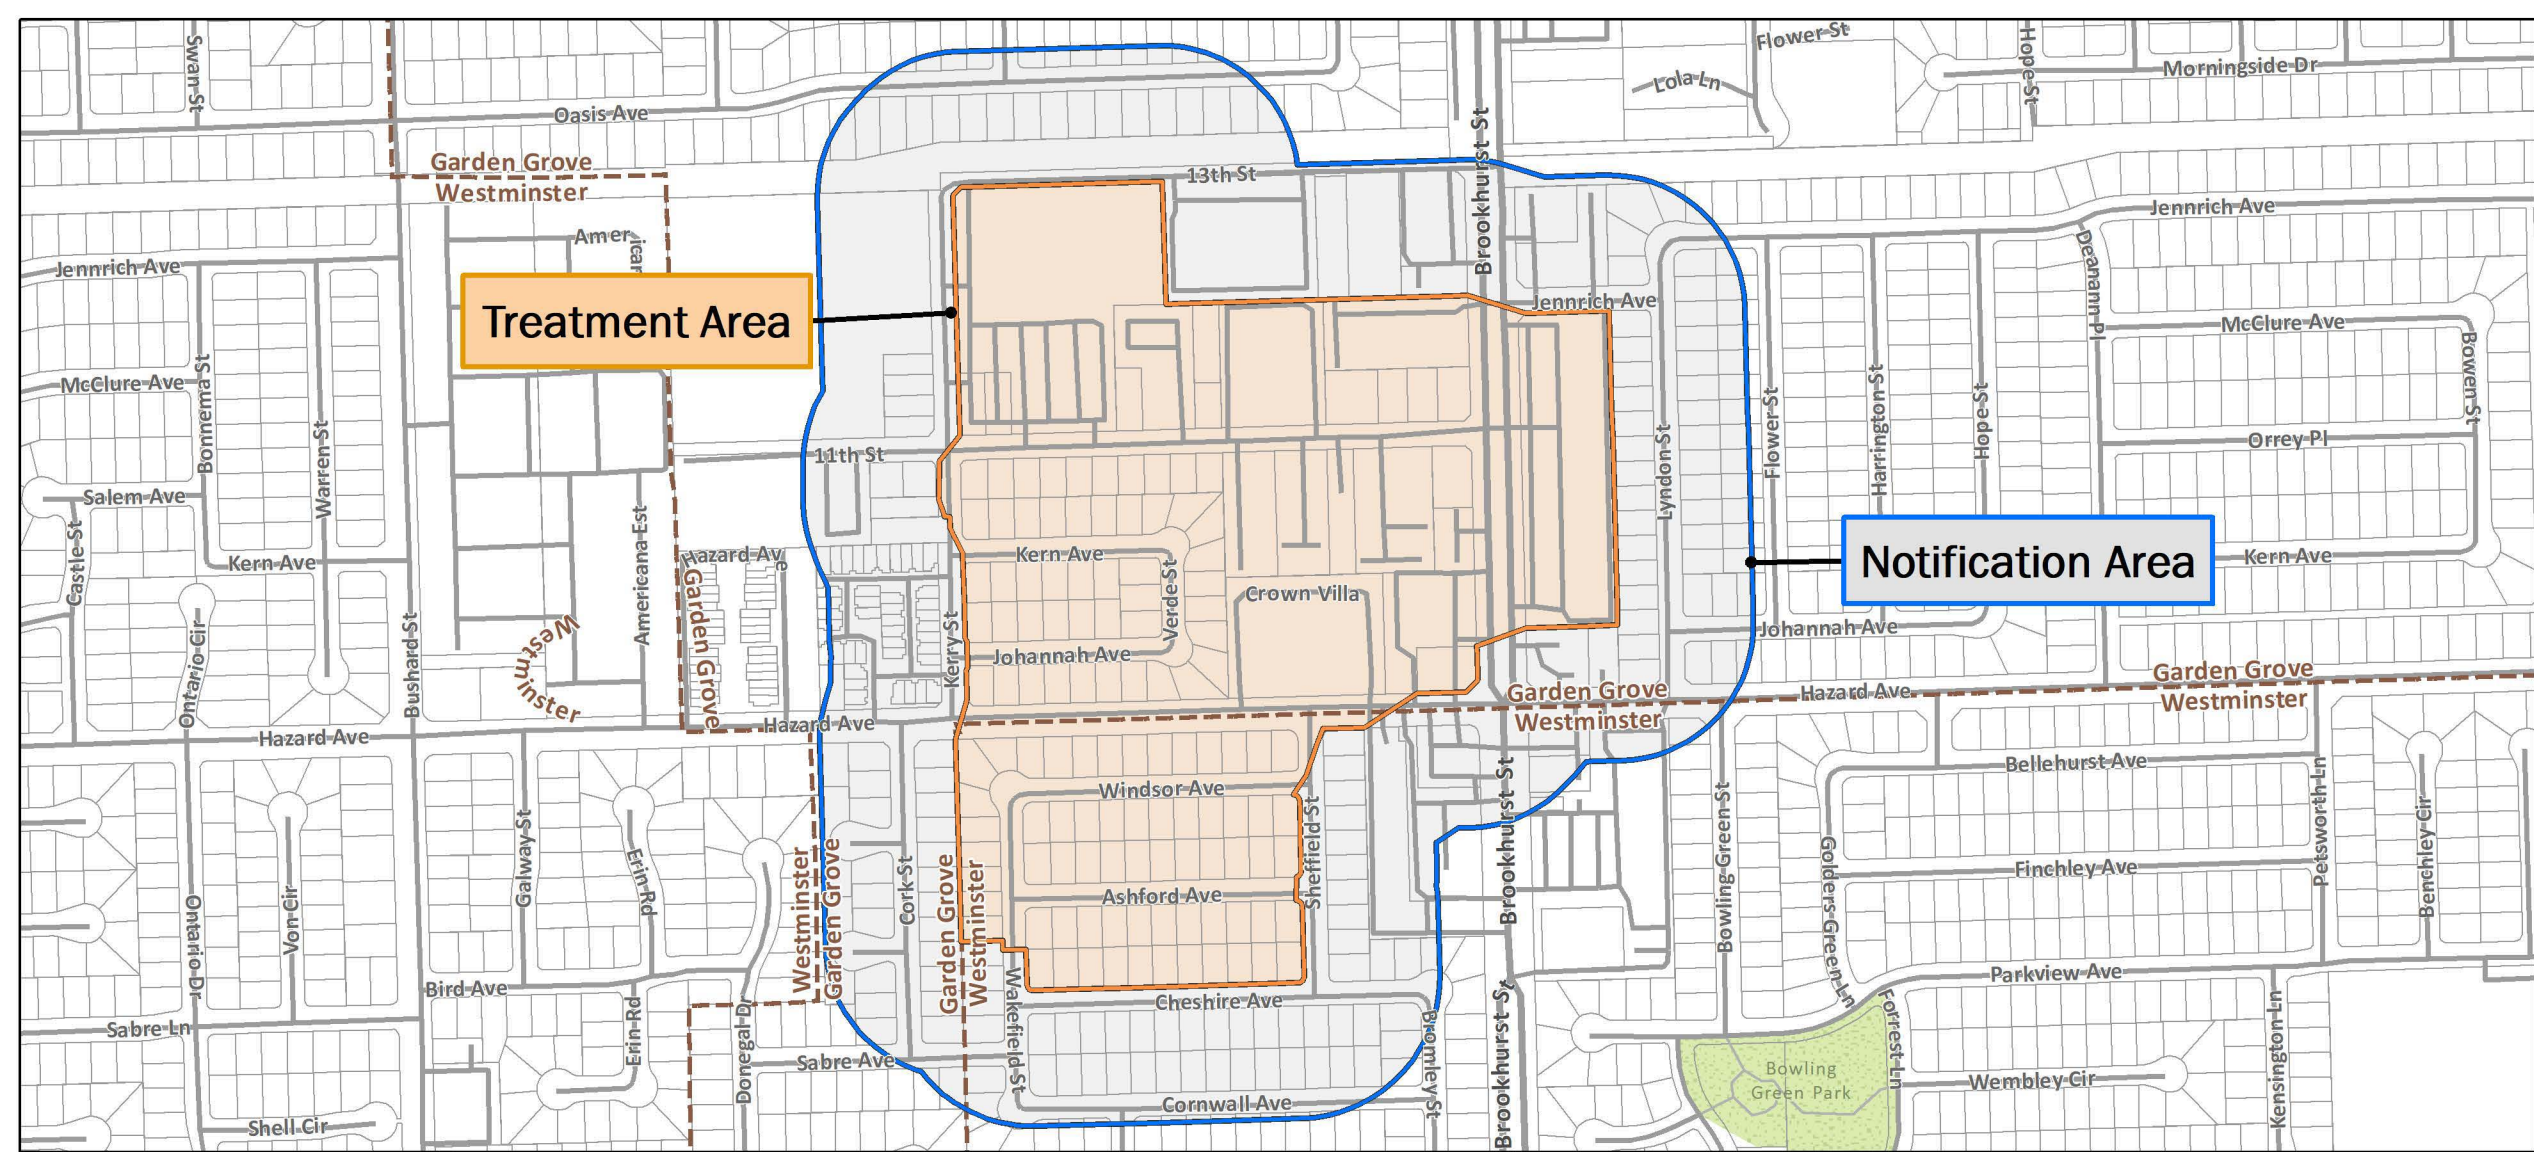 Swan St
Flower St
Hope St
Morningside Dr
Lola Ln
Oasis Ave
Brookhurst St
Garden Grove
Westminster
13th St
Jennrich Ave
American
Deanann Pl
Jennrich Ave
Treatment Area
Jennrich Ave
McClure Ave
Bonnema St
McClure Ave
Bowen St
Warren St
11th St
Lyndon St
Flower St
Harrington St
Hope St
Orrey Pl
Salem Ave
Castle St
Kern Ave
Americana Est
Hazard Av
Kern Ave
Verde St
Crown Villa
Notification Area
Kern Ave
Ontario Cir
Bushard St
Westminster
Garden Grove
Kerry St
Johannah Ave
Johannah Ave
Garden Grove
Westminster
Hazard Ave
Garden Grove
Westminster
Hazard Ave
Hazard Ave
Windsor Ave
Brookhurst St
Bowling Green St
Bellehurst Ave
Petsworth Ln
Benchley Cir
Galway St
Erin Rd
Westminster
Garden Grove
Cork St
Garden Grove
Westminster
Ashford Ave
Sheffield St
Golders Green Ln
Finchley Ave
Ontario Dr
Von Cir
Bird Ave
Erin Rd
Donegal Dr
Wakefield St
Cheshire Ave
Bromley St
Brookhurst St
Forrest Ln
Parkview Ave
Kensington Ln
Sabre Ln
Sabre Ave
Bowling
Green Park
Wembley Cir
Shell Cir
Cornwall Ave